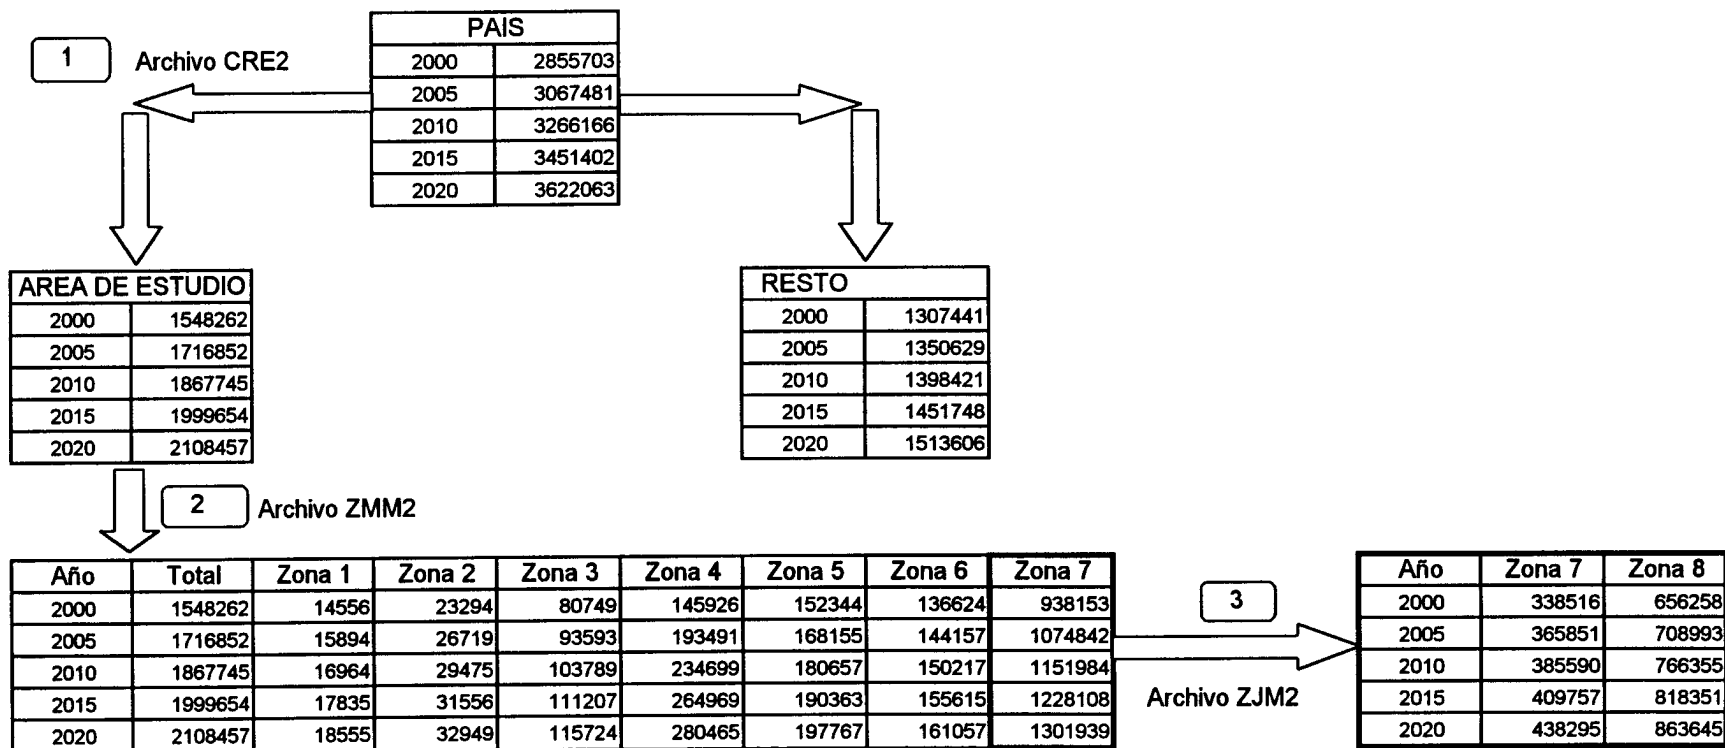 PAIS
1 Archivo CRE2
2000 2855703
2005 3067481
2010 3266166
2015 3451402
2020 3622063
AREA DE ESTUDIO
2000 1548262
2005 1716852
2010 1867745
2015 1999654
2020 2108457
RESTO
2000 1307441
2005 1350629
2010 1398421
2015 1451748
2020 1513606
2 Archivo ZMM2
Año Total Zona 1 Zona 2 Zona 3 Zona 4 Zona 5 Zona 6 Zona 7
2000 1548262 14556 23294 80749 145926 152344 136624 938153
2005 1716852 15894 26719 93593 193491 168155 144157 1074842
2010 1867745 16964 29475 103789 234699 180657 150217 1151984
2015 1999654 17835 31556 111207 264969 190363 155615 1228108
2020 2108457 18555 32949 115724 280465 197767 161057 1301939
3
Archivo ZJM2
Año Zona 7 Zona 8
2000 338516 656258
2005 365851 708993
2010 385590 766355
2015 409757 818351
2020 438295 863645